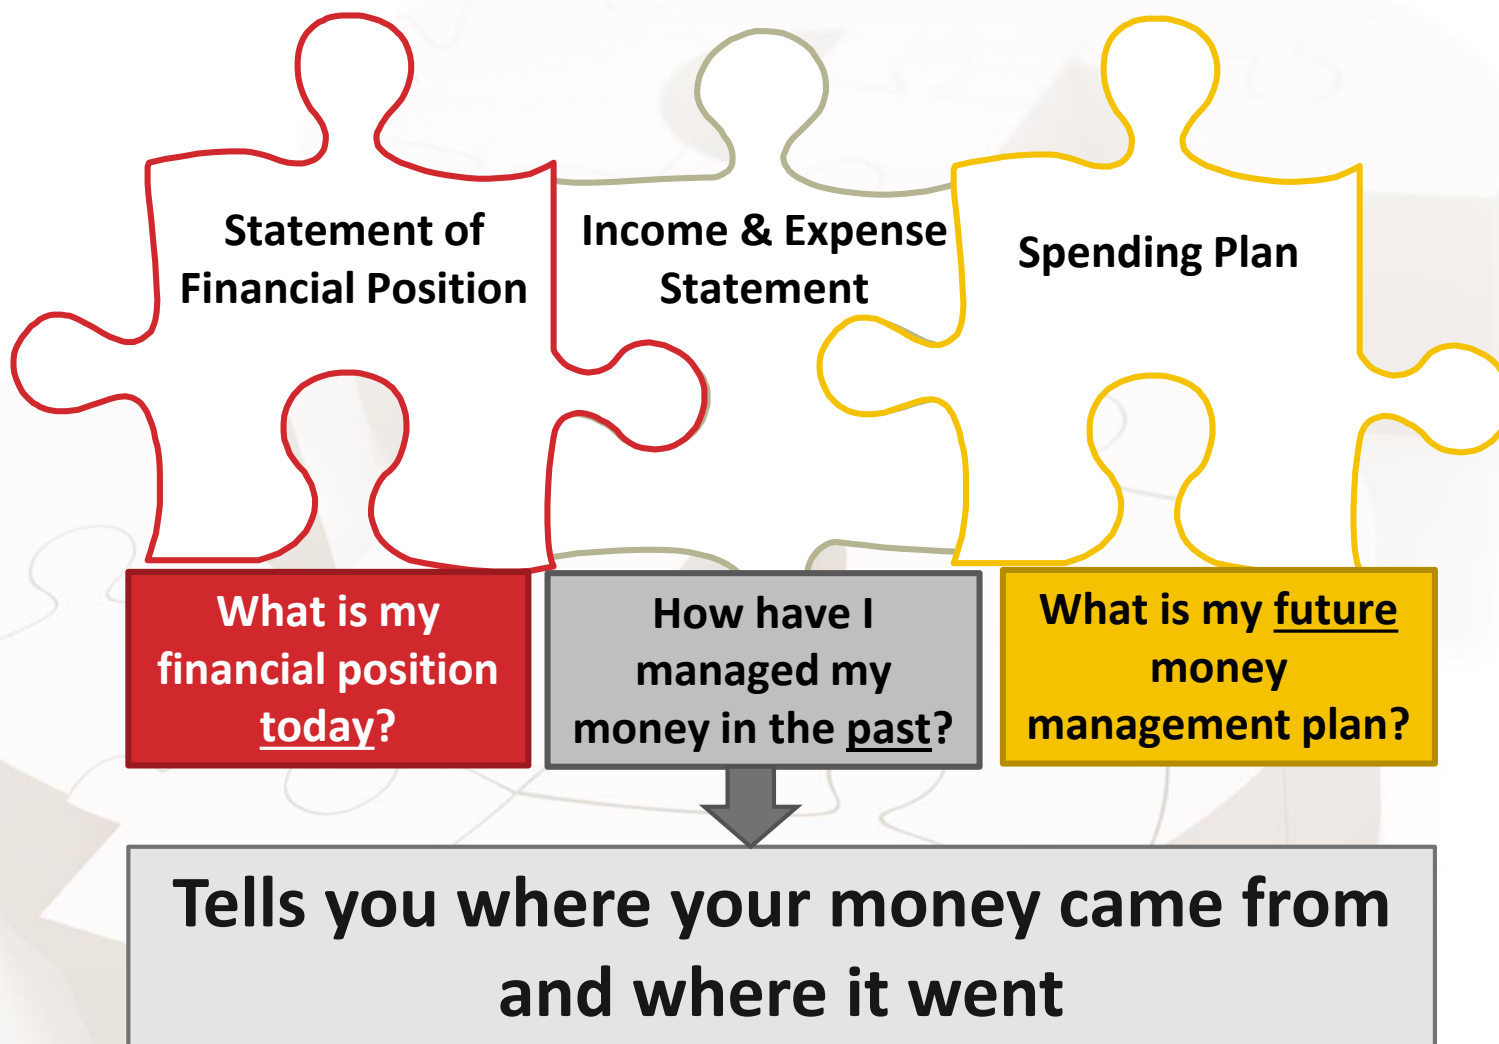 Statement of
Financial Position
Income & Expense
Statement
Spending Plan
What is my
financial position
today?
How have I
managed my
money in the past?
What is my future
money
management plan?
Tells you where your money came from
and where it went